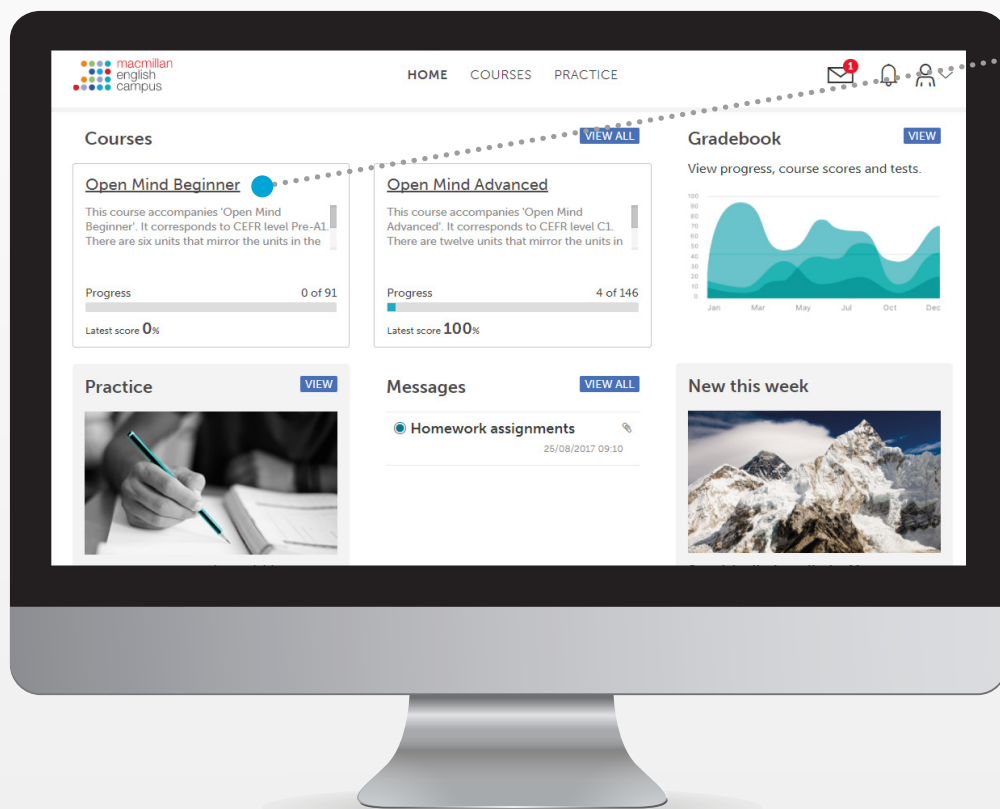 macmillan
english
campus
HOME COURSES PRACTICE
1
Courses
VIEW ALL
Open Mind Beginner
This course accompanies 'Open Mind
Beginner'. It corresponds to CEFR level Pre-A1.
There are six units that mirror the units in the
Progress 0 of 91
Latest score 0%
Open Mind Advanced
This course accompanies 'Open Mind
Advanced'. It corresponds to CEFR level C1.
There are twelve units that mirror the units in
Progress 4 of 146
Latest score 100%
Gradebook
VIEW
View progress, course scores and tests.
100
90
80
70
60
50
40
30
20
10
0
Jan Mar May Jul Oct Dec
Practice
VIEW
Messages
VIEW ALL
Homework assignments
25/08/2017 09:10
New this week